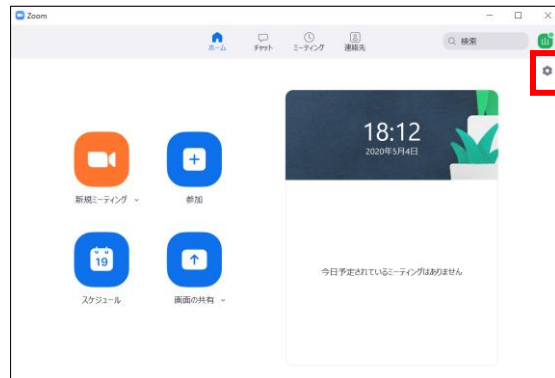 Zoom
ホーム
チャット
ミーティング
連絡先
検索
山
18:12
2020年5月4日
新規ミーティング
参加
19
スケジュール
画面の共有
今日予定されているミーティングはありません